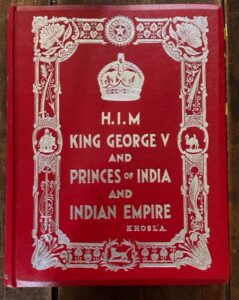 H.I.M
KING GEORGE V
AND
PRINCES OF INDIA
AND
INDIAN EMPIRE
KHOSLA.